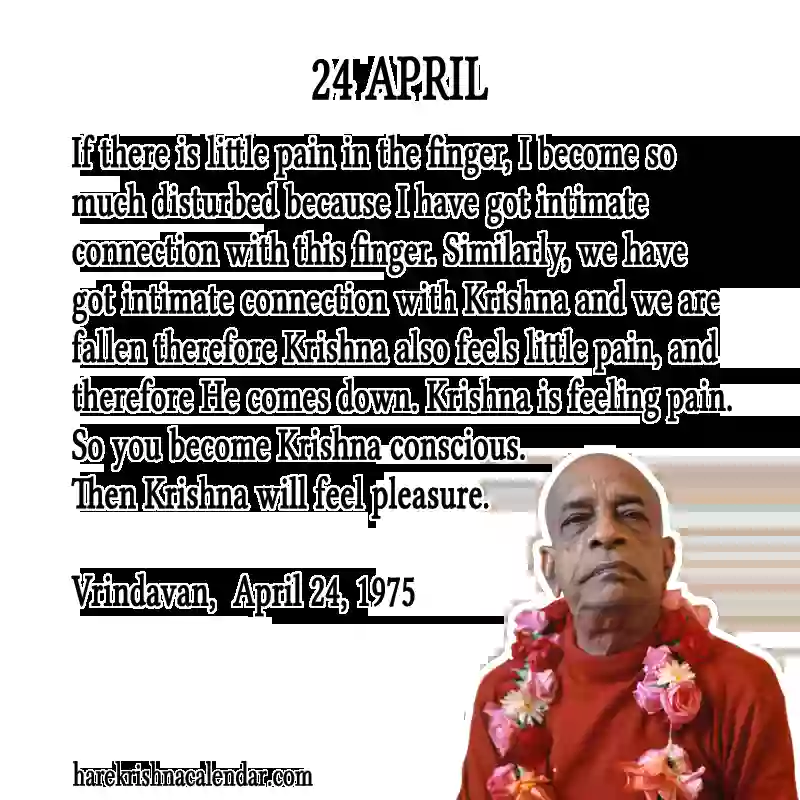 24 APRIL
If there is little pain in the finger, I become so
much disturbed because I have got intimate
connection with this finger. Similarly, we have
got intimate connection with Krishna and we are
fallen therefore Krishna also feels little pain, and
therefore He comes down. Krishna is feeling pain.
So you become Krishna conscious.
Then Krishna will feel pleasure.
Vrindavan, April 24, 1975
harekrishnacalendar.com